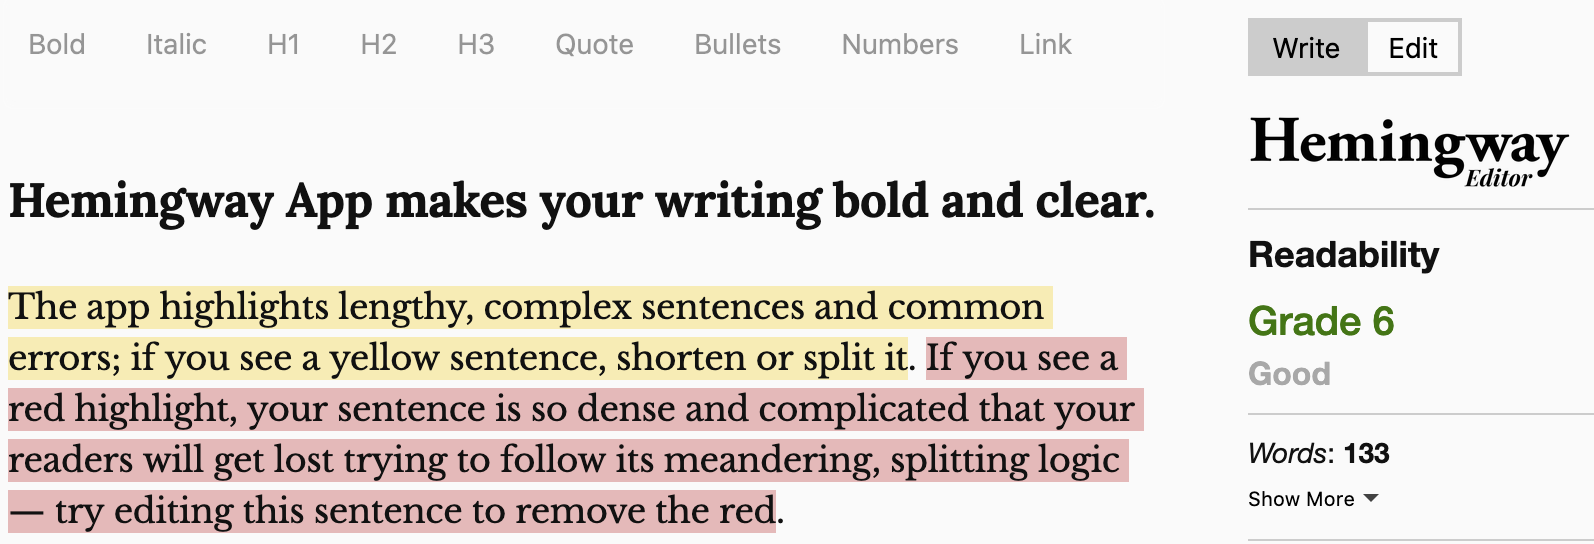 Bold Italic H1 H2 H3 Quote Bullets Numbers Link
Write Edit
Hemingway App makes your writing bold and clear.
The app highlights lengthy, complex sentences and common
errors; if you see a yellow sentence, shorten or split it. If you see a
red highlight, your sentence is so dense and complicated that your
readers will get lost trying to follow its meandering, splitting logic
— try editing this sentence to remove the red.
Hemingway
Editor
Readability
Grade 6
Good
Words: 133
Show More